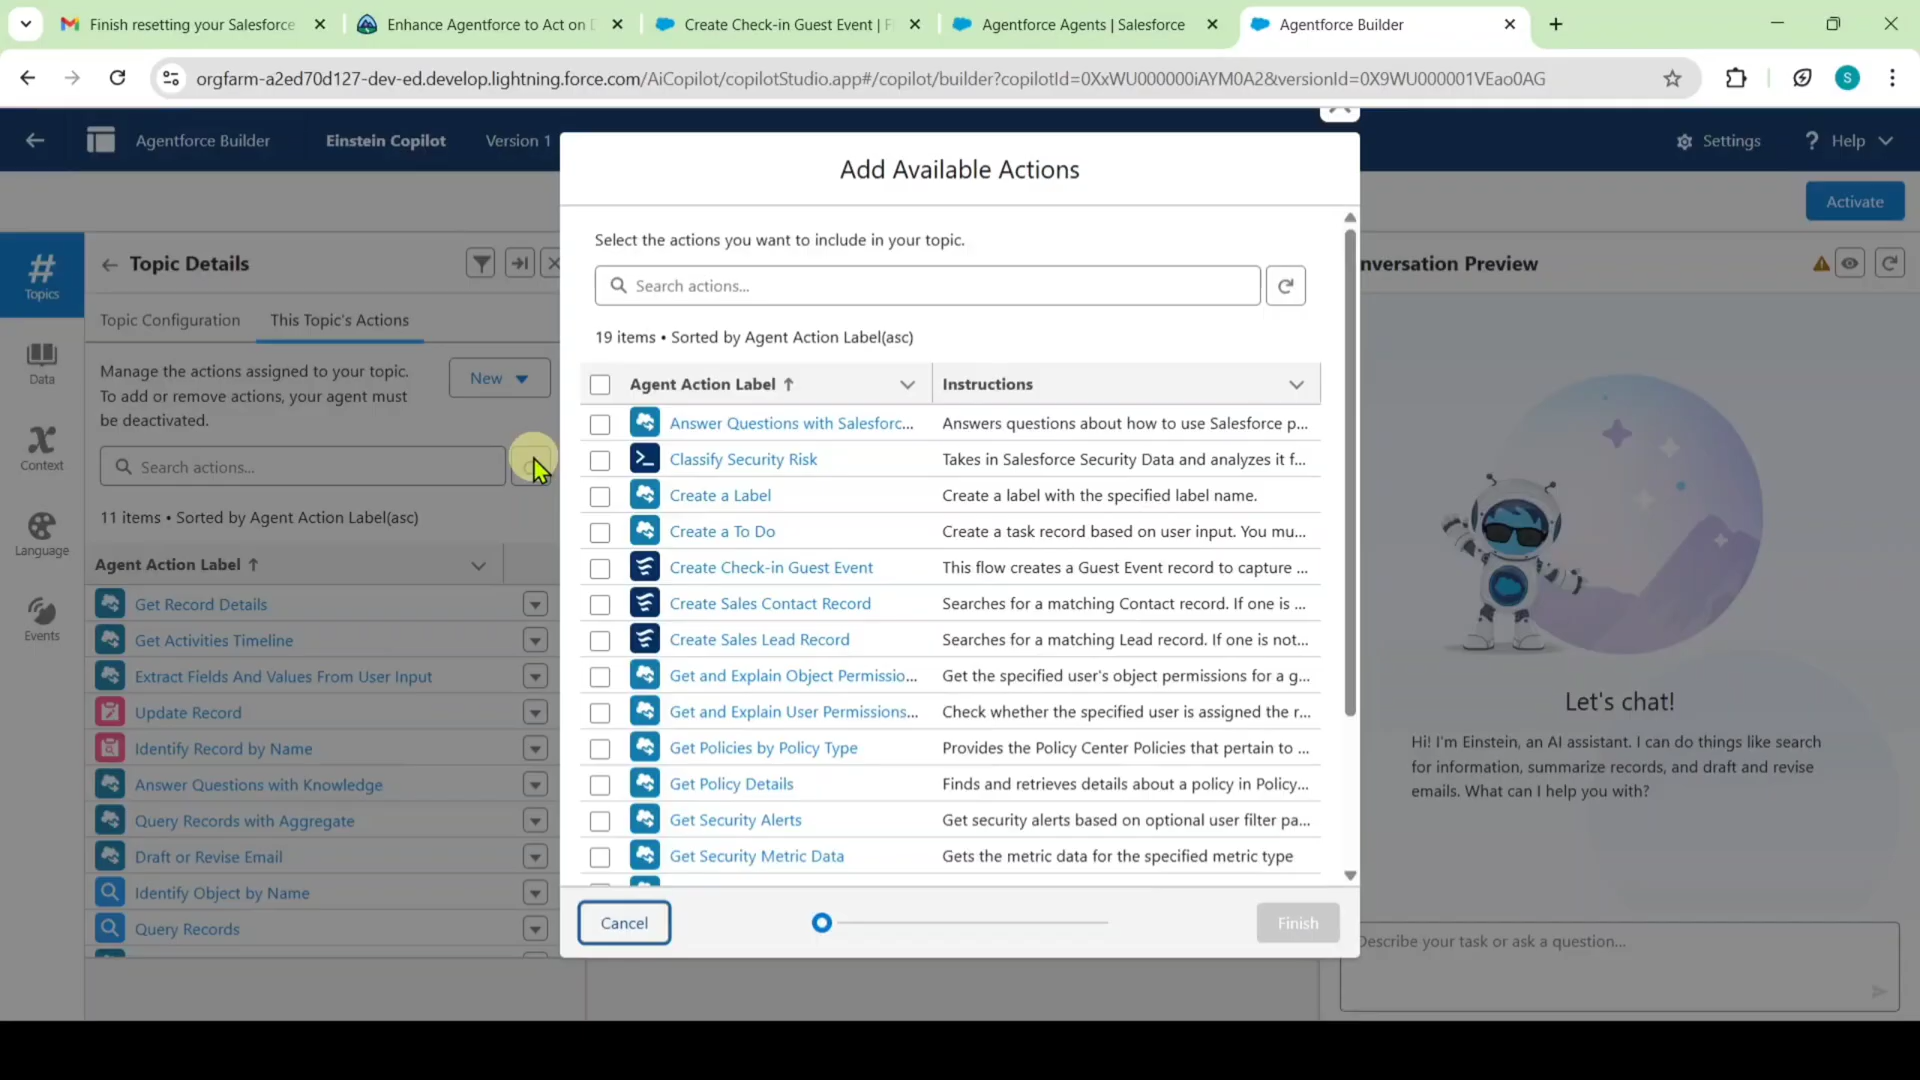 Finish resetting your Salesforce
Enhance Agentforce to Act on D
Create Check-in Guest Event | F
Agentforce Agents | Salesforce
Agentforce Builder
orgfarm-a2ed70d127-dev-ed.develop.lightning.force.com/AiCopilot/copilotStudio.app#/copilot/builder?copilotId=0XxWU000000iAYM0A2&versionId=0X9WU000001VEao0AG
S
Agentforce Builder
Einstein Copilot
Version 1
Settings
Help
Activate
Topics
Data
Context
Language
Events
Topic Details
Topic Configuration
This Topic's Actions
Manage the actions assigned to your topic.
To add or remove actions, your agent must
be deactivated.
New
Search actions...
11 items • Sorted by Agent Action Label(asc)
Agent Action Label
Get Record Details
Get Activities Timeline
Extract Fields And Values From User Input
Update Record
Identify Record by Name
Answer Questions with Knowledge
Query Records with Aggregate
Draft or Revise Email
Identify Object by Name
Query Records
Add Available Actions
Select the actions you want to include in your topic.
Search actions...
19 items • Sorted by Agent Action Label(asc)
Agent Action Label
Instructions
Answer Questions with Salesforc...
Answers questions about how to use Salesforce p...
Classify Security Risk
Takes in Salesforce Security Data and analyzes it f...
Create a Label
Create a label with the specified label name.
Create a To Do
Create a task record based on user input. You mu...
Create Check-in Guest Event
This flow creates a Guest Event record to capture ...
Create Sales Contact Record
Searches for a matching Contact record. If one is ...
Create Sales Lead Record
Searches for a matching Lead record. If one is not...
Get and Explain Object Permissio...
Get the specified user's object permissions for a g...
Get and Explain User Permissions...
Check whether the specified user is assigned the r...
Get Policies by Policy Type
Provides the Policy Center Policies that pertain to ...
Get Policy Details
Finds and retrieves details about a policy in Policy...
Get Security Alerts
Get security alerts based on optional user filter pa...
Get Security Metric Data
Gets the metric data for the specified metric type
Cancel
Finish
nversation Preview
Let's chat!
Hi! I'm Einstein, an AI assistant. I can do things like search
for information, summarize records, and draft and revise
emails. What can I help you with?
Describe your task or ask a question...